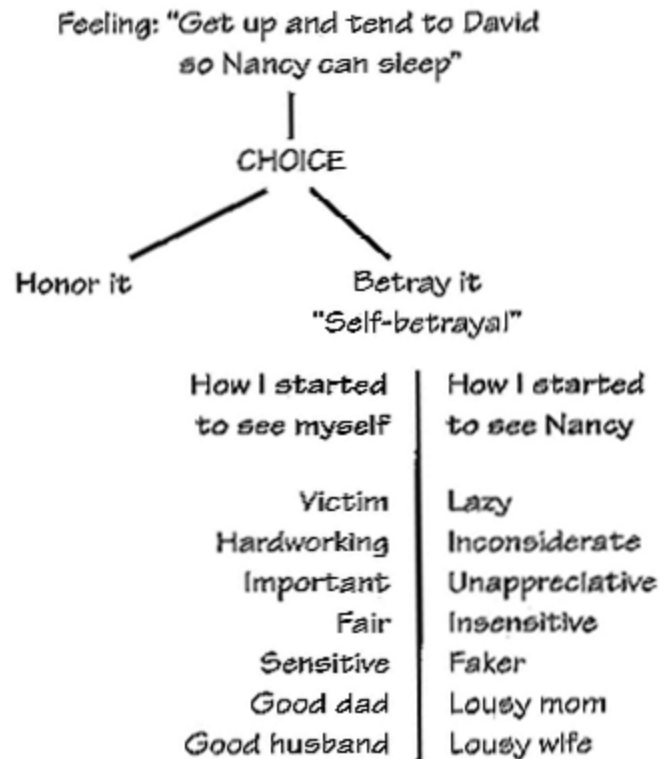 Feeling: "Get up and tend to David
so Nancy can sleep"
CHOICE
Honor it
Betray it
"Self-betrayal"
How I started
to see myself
How I started
to see Nancy
Victim
Lazy
Hardworking
Inconsiderate
Important
Unappreciative
Fair
Insensitive
Sensitive
Faker
Good dad
Lousy mom
Good husband
Lousy wife